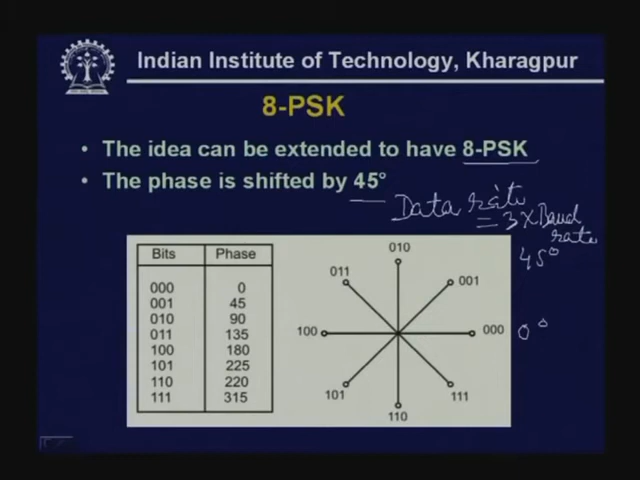 Indian Institute of Technology, Kharagpur
8-PSK
• The idea can be extended to have 8-PSK
• The phase is shifted by 45°
Data rate
= 3 x Baud
rate
45°
0°
Bits Phase
000 0
001 45
010 90
011 135
100 180
101 225
110 220
111 315
010
011 001
100 000
101 111
110